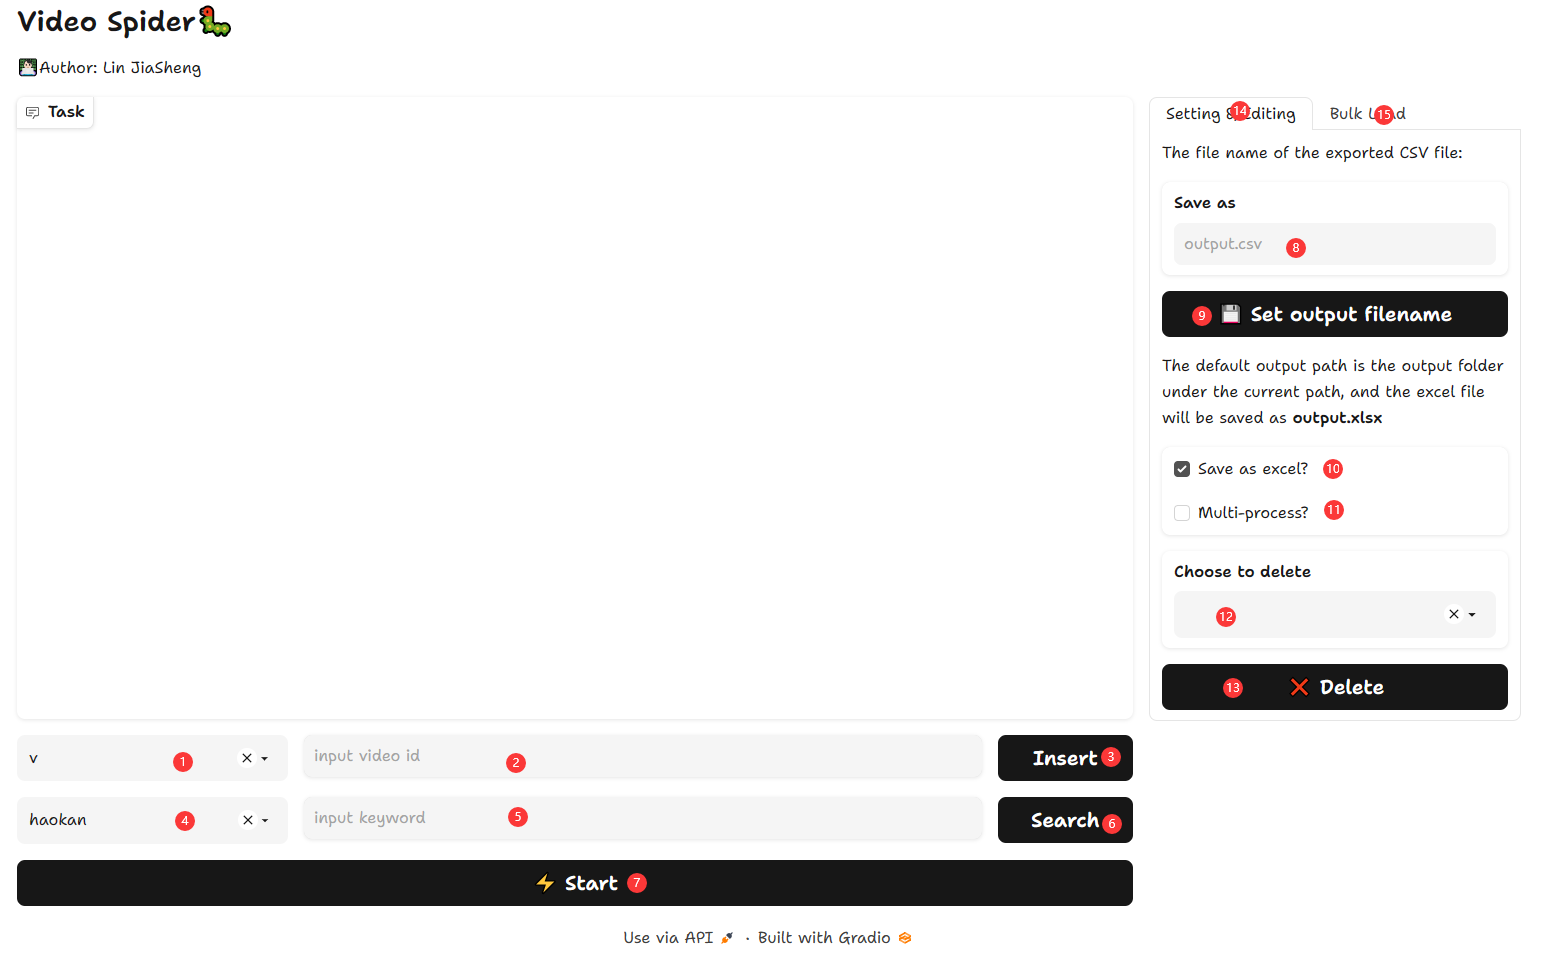 Video Spider
Author: Lin JiaSheng
Task
Setting & Editing 14
Bulk Load 15
The file name of the exported CSV file:
Save as
output.csv 8
9 Set output filename
The default output path is the output folder
under the current path, and the excel file
will be saved as output.xlsx
Save as excel? 10
Multi-process? 11
Choose to delete
12
13 Delete
v 1
input video id 2
Insert 3
haokan 4
input keyword 5
Search 6
Start 7
Use via API · Built with Gradio